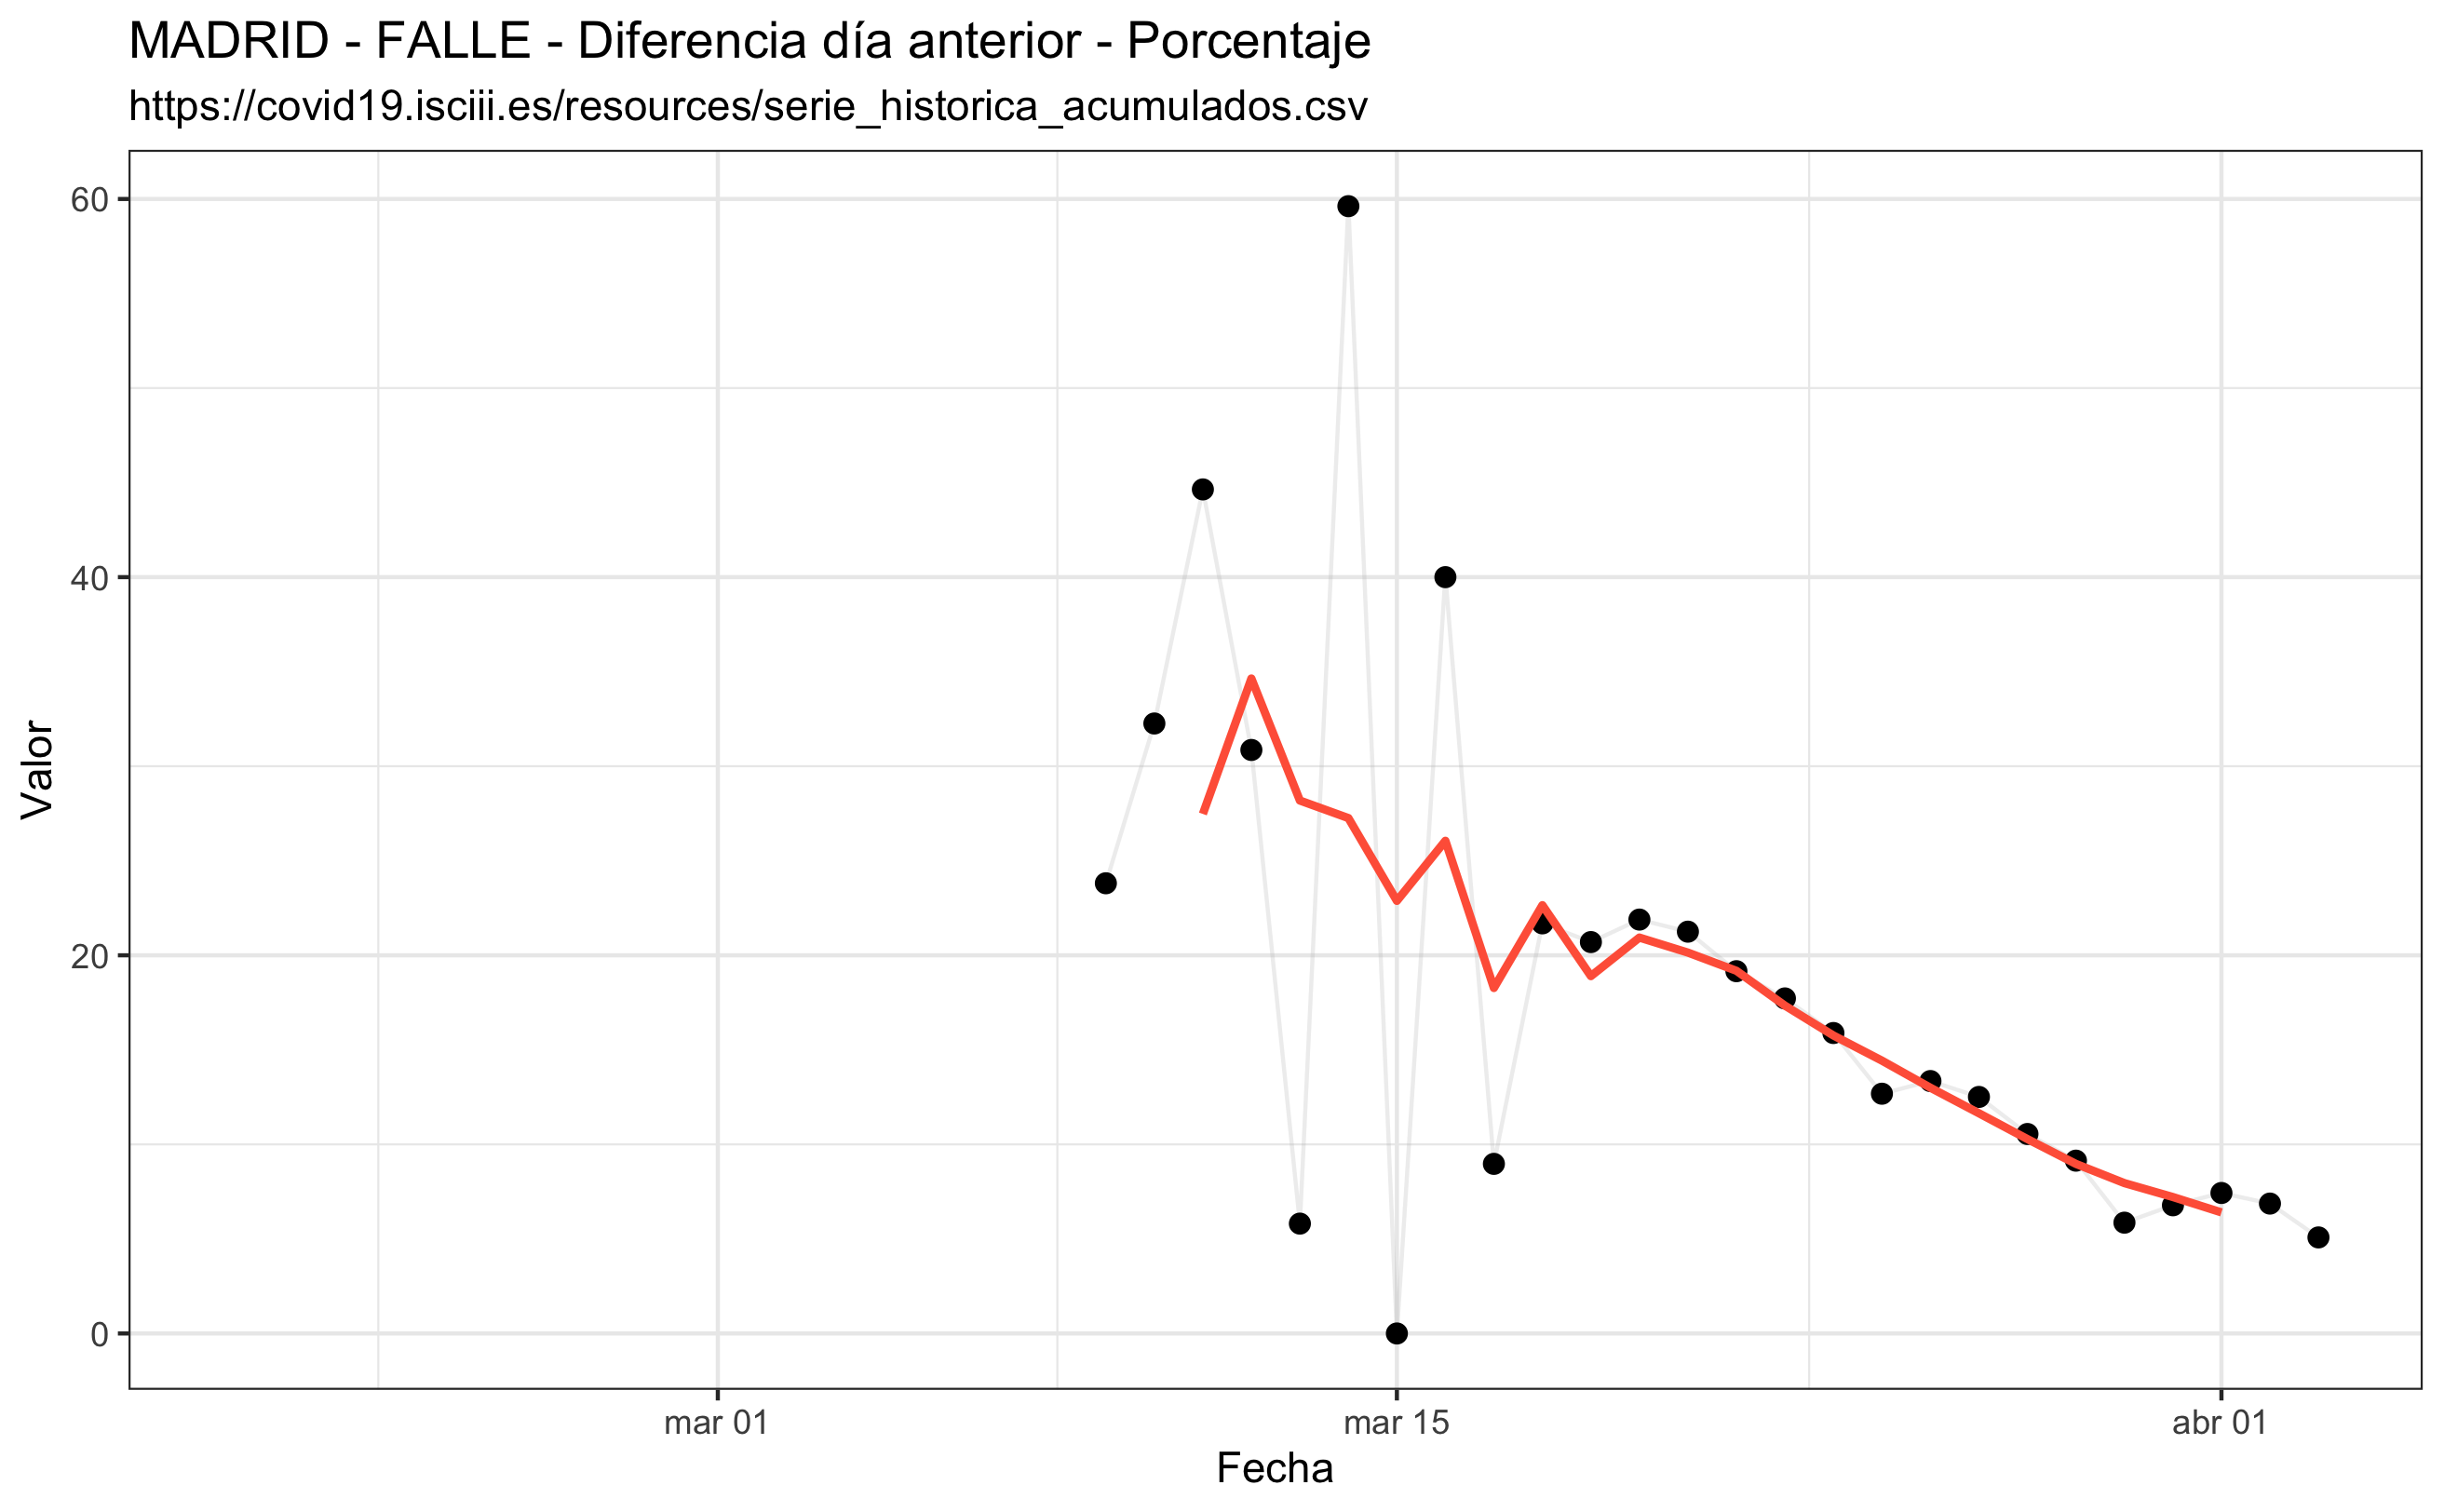 MADRID - FALLE - Diferencia día anterior - Porcentaje
https://covid19.isciii.es/resources/serie_historica_acumulados.csv
60
40
20
0
Valor
mar 01
mar 15
abr 01
Fecha